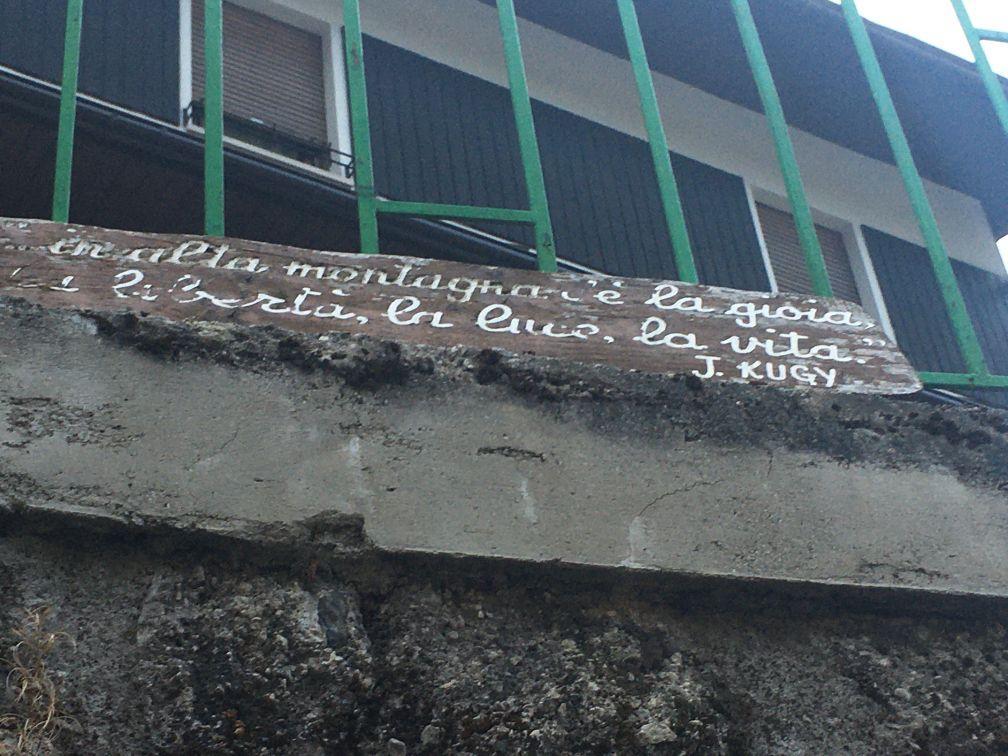 "in alta montagna c'è la gioia,
la libertà, la luce, la vita."
J. KUGY